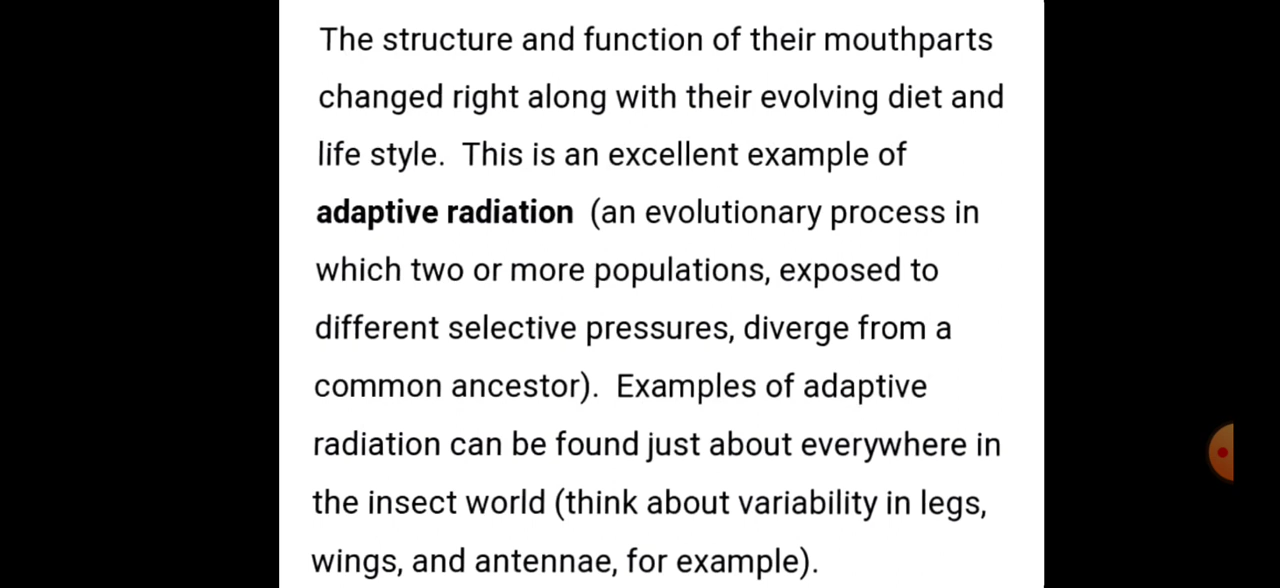 The structure and function of their mouthparts
changed right along with their evolving diet and
life style.  This is an excellent example of
adaptive radiation  (an evolutionary process in
which two or more populations, exposed to
different selective pressures, diverge from a
common ancestor).  Examples of adaptive
radiation can be found just about everywhere in
the insect world (think about variability in legs,
wings, and antennae, for example).